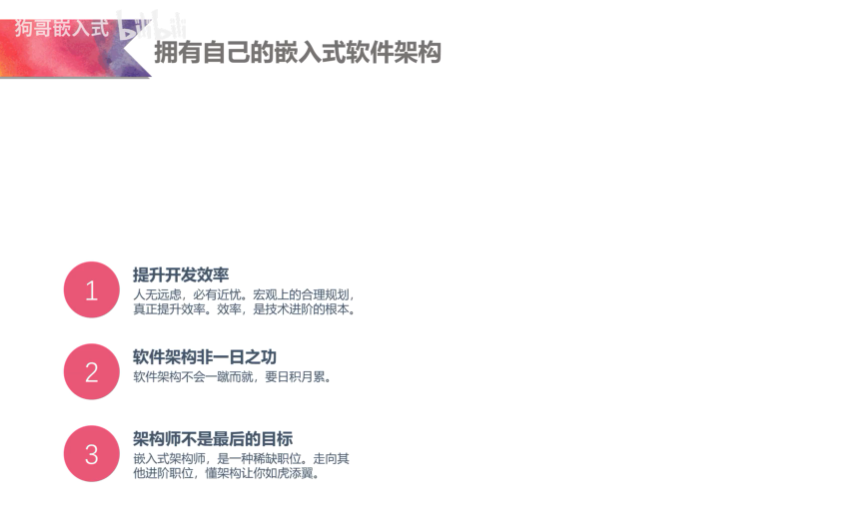 狗哥嵌入式 bilibili
拥有自己的嵌入式软件架构
1
提升开发效率
人无远虑，必有近忧。宏观上的合理规划，
真正提升效率。效率，是技术进阶的根本。
2
软件架构非一日之功
软件架构不会一蹴而就，要日积月累。
3
架构师不是最后的目标
嵌入式架构师，是一种稀缺职位。走向其
他进阶职位，懂架构让你如虎添翼。